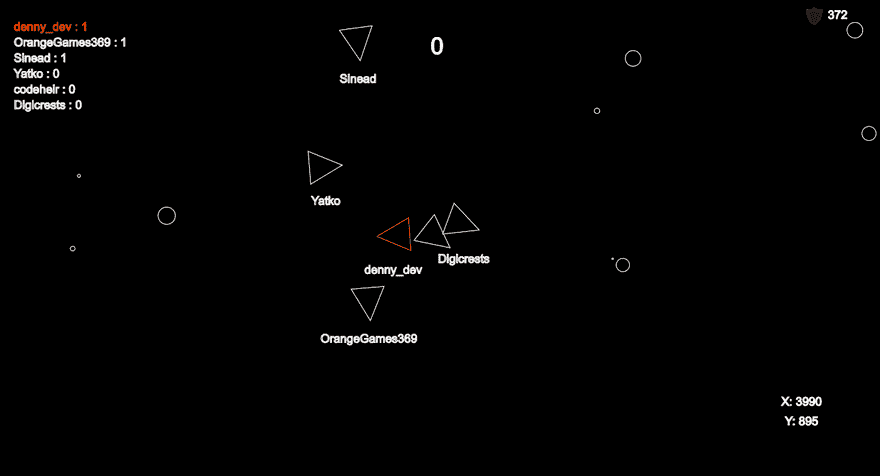 denny_dev : 1
OrangeGames369 : 1
Sinead : 1
Yatko : 0
codeheir : 0
Digicrests : 0
0
372
Sinead
Yatko
Digicrests
denny_dev
OrangeGames369
X: 3990
Y: 895